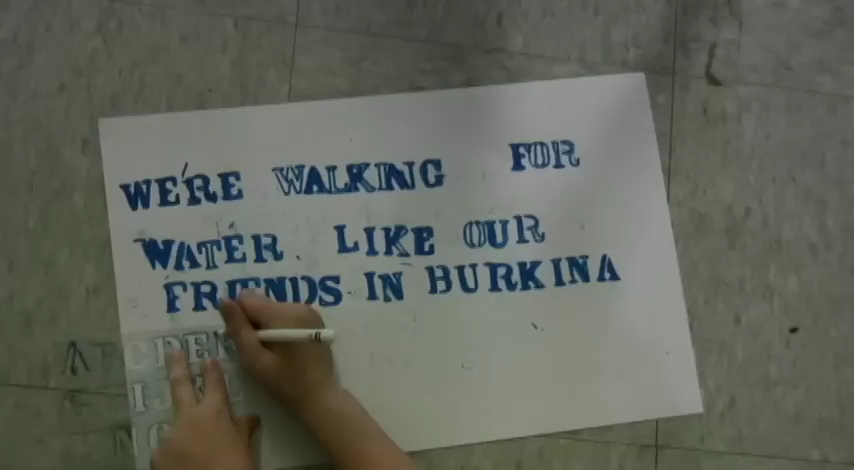 WE'RE WALKING FOR
WATER LIKE OUR
FRIENDS IN BURKINA